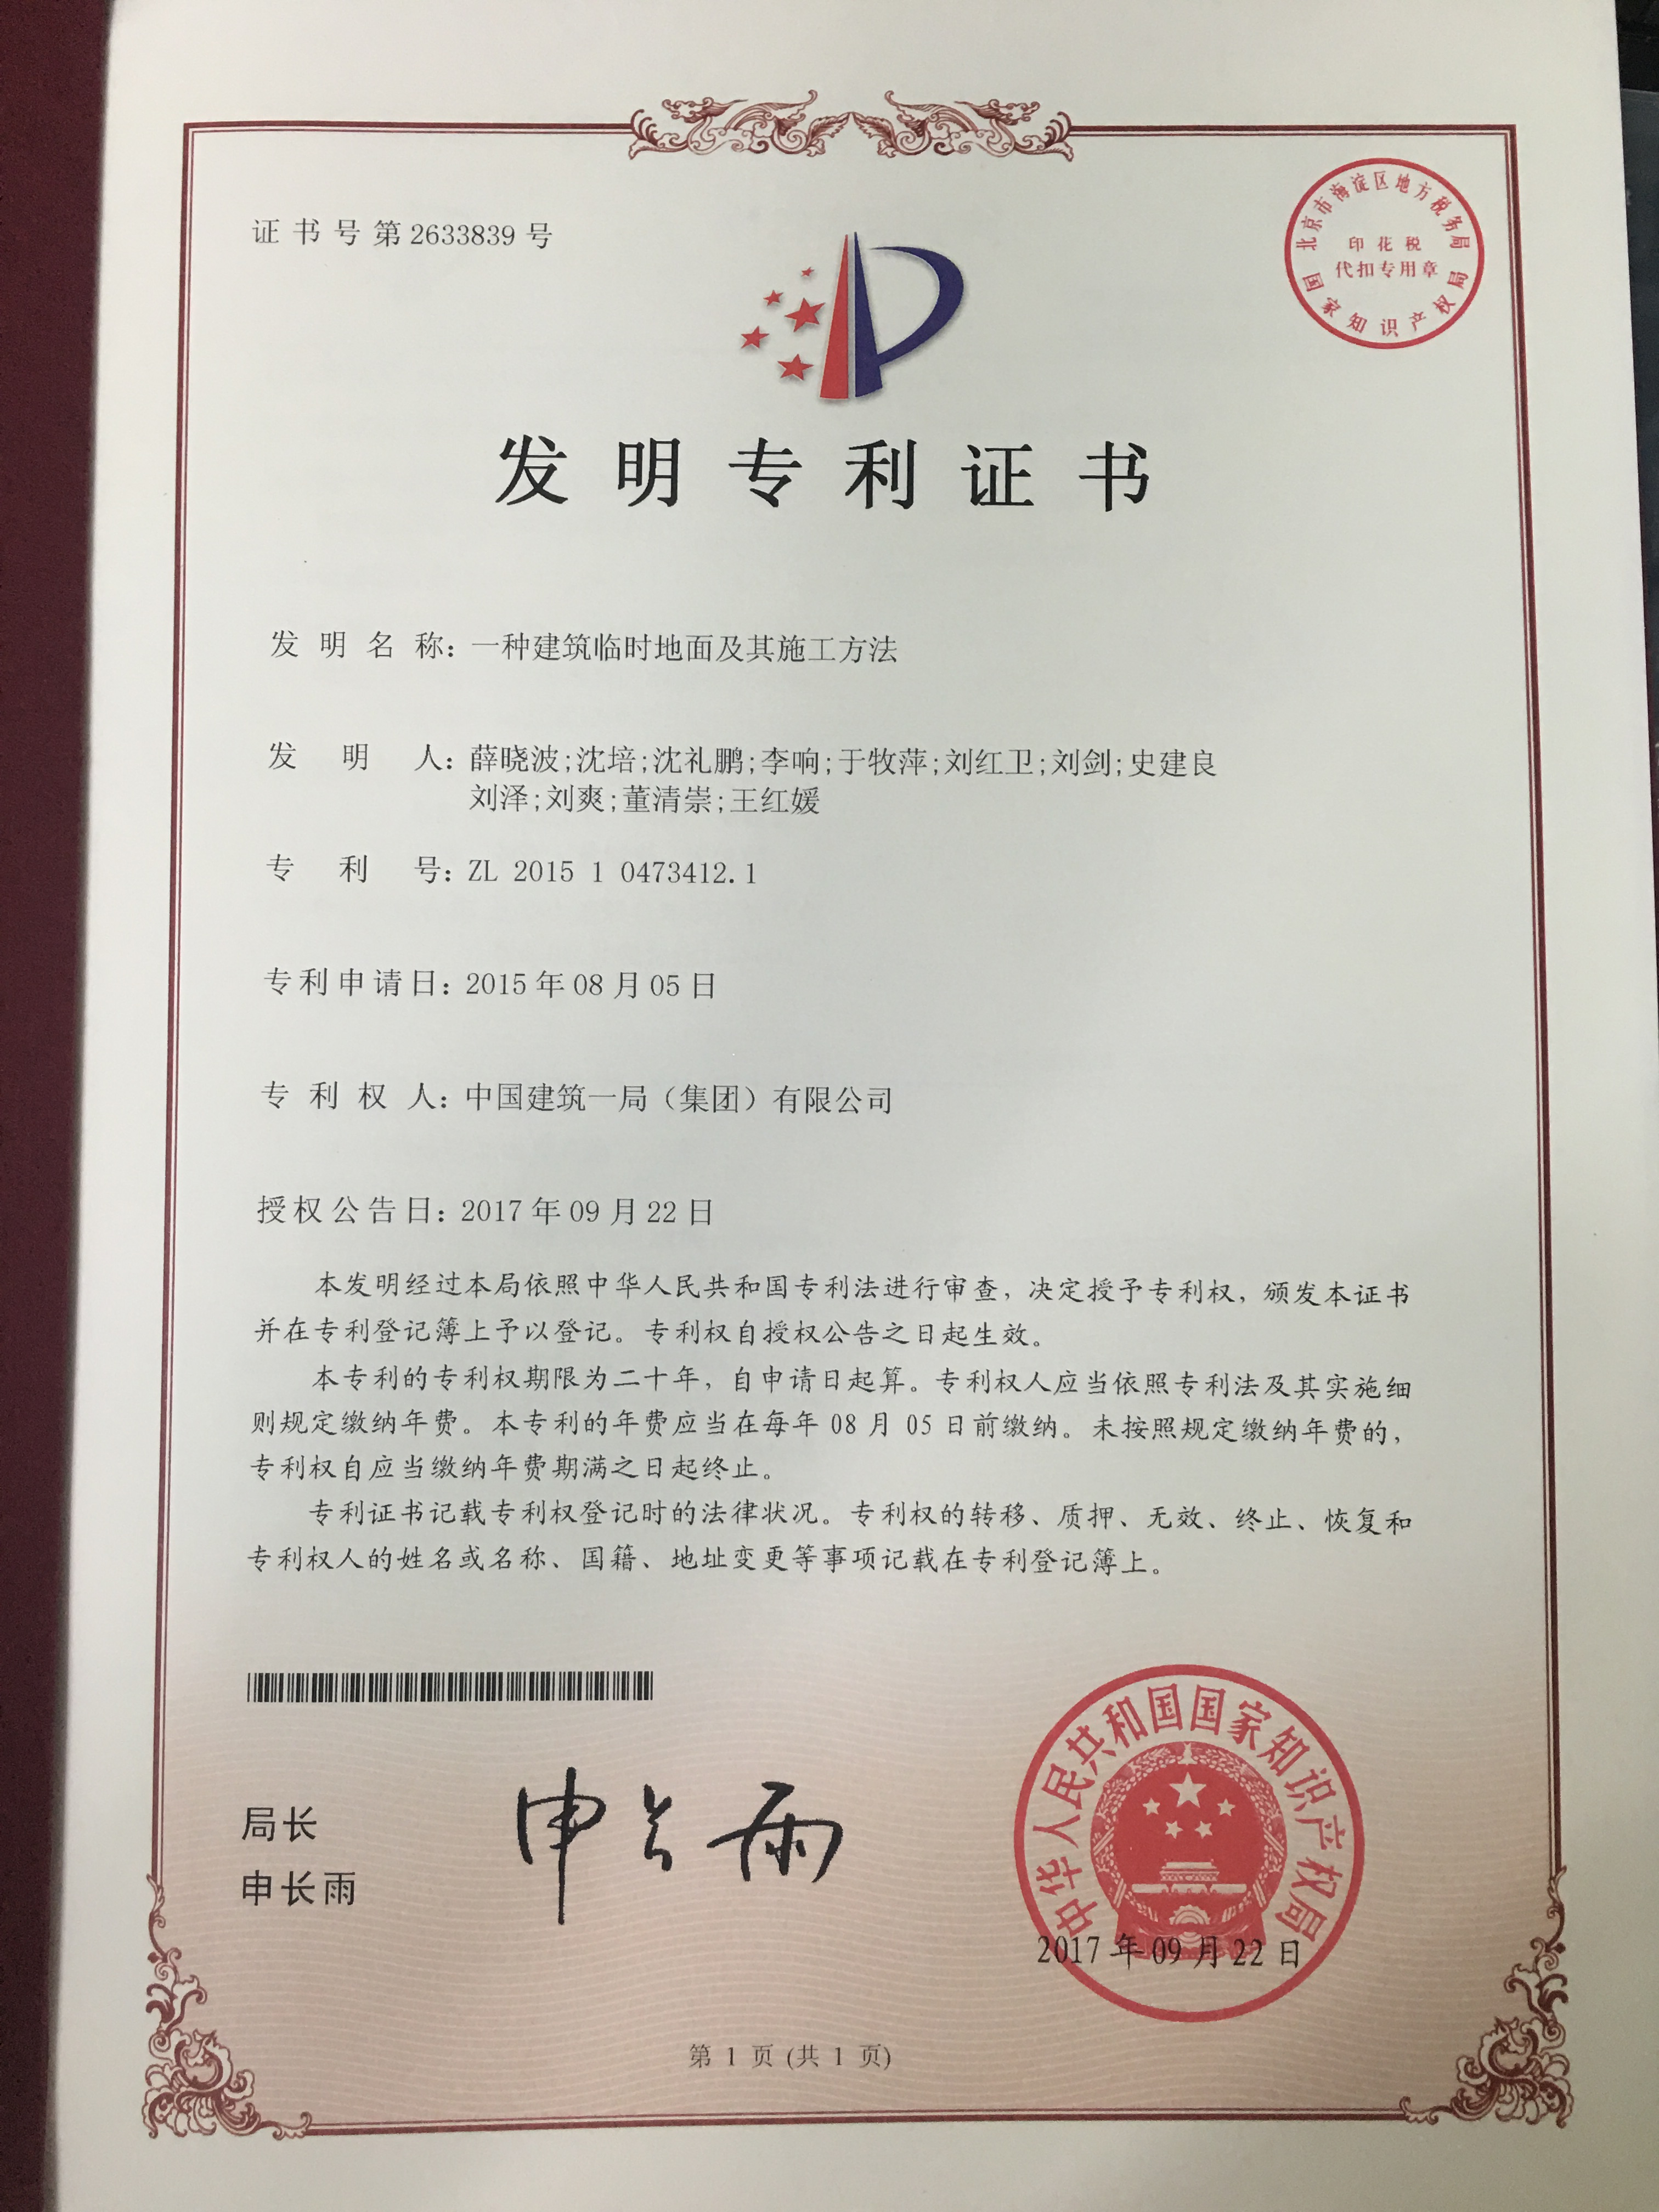 证书号第2633839号
北京市海淀区地方税务局
印花税
代扣专用章
国家知识产权局
发明专利证书
发明名称：一种建筑临时地面及其施工方法
发明人：薛晓波;沈培;沈礼鹏;李响;于牧萍;刘红卫;刘剑;史建良
刘泽;刘爽;董清崇;王红媛
专利号：ZL 2015 1 0473412.1
专利申请日：2015年08月05日
专利权人：中国建筑一局（集团）有限公司
授权公告日：2017年09月22日
本发明经过本局依照中华人民共和国专利法进行审查，决定授予专利权，颁发本证书
并在专利登记簿上予以登记。专利权自授权公告之日起生效。
本专利的专利权期限为二十年，自申请日起算。专利权人应当依照专利法及其实施细
则规定缴纳年费。本专利的年费应当在每年 08 月 05 日前缴纳。未按照规定缴纳年费的，
专利权自应当缴纳年费期满之日起终止。
专利证书记载专利权登记时的法律状况。专利权的转移、质押、无效、终止、恢复和
专利权人的姓名或名称、国籍、地址变更等事项记载在专利登记簿上。
局长
申长雨
申长雨
中华人民共和国国家知识产权局
2017年09月22日
第 1 页 (共 1 页)